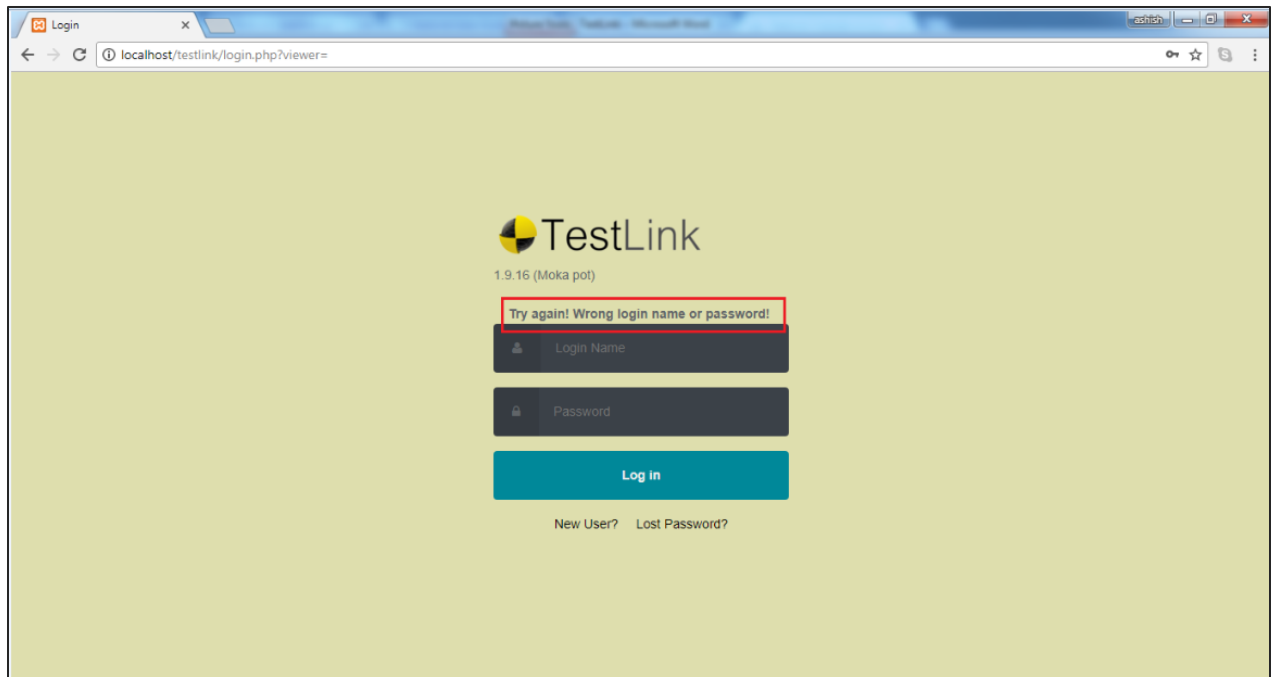 Login
ashish
localhost/testlink/login.php?viewer=
TestLink
1.9.16 (Moka pot)
Try again! Wrong login name or password!
Login Name
Password
Log in
New User? Lost Password?